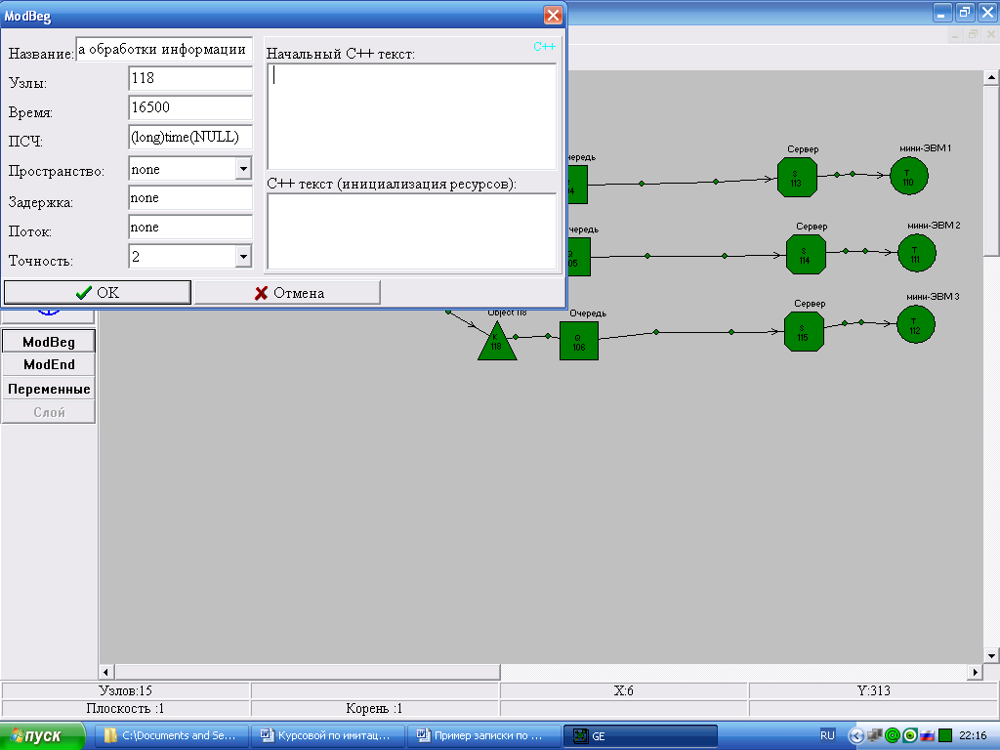 ModBeg
Название: а обработки информации
Узлы: 118
Время: 16500
ПСЧ: (long)time(NULL)
Пространство: none
Задержка: none
Поток: none
Точность: 2
C++
Начальный C++ текст:
C++ текст (инициализация ресурсов):
OK
Отмена
чередь
Сервер
мини-ЭВМ 1
4
S
113
T
110
чередь
Сервер
мини-ЭВМ 2
05
S
114
T
111
Object 118
Очередь
Сервер
мини-ЭВМ 3
K
118
Q
106
S
115
T
112
ModBeg
ModEnd
Переменные
Слой
Узлов:15
X:6
Y:313
Плоскость :1
Корень :1
пуск
C:\Documents and Se...
Курсовой по имитац...
Пример записки по ...
GE
RU
22:16